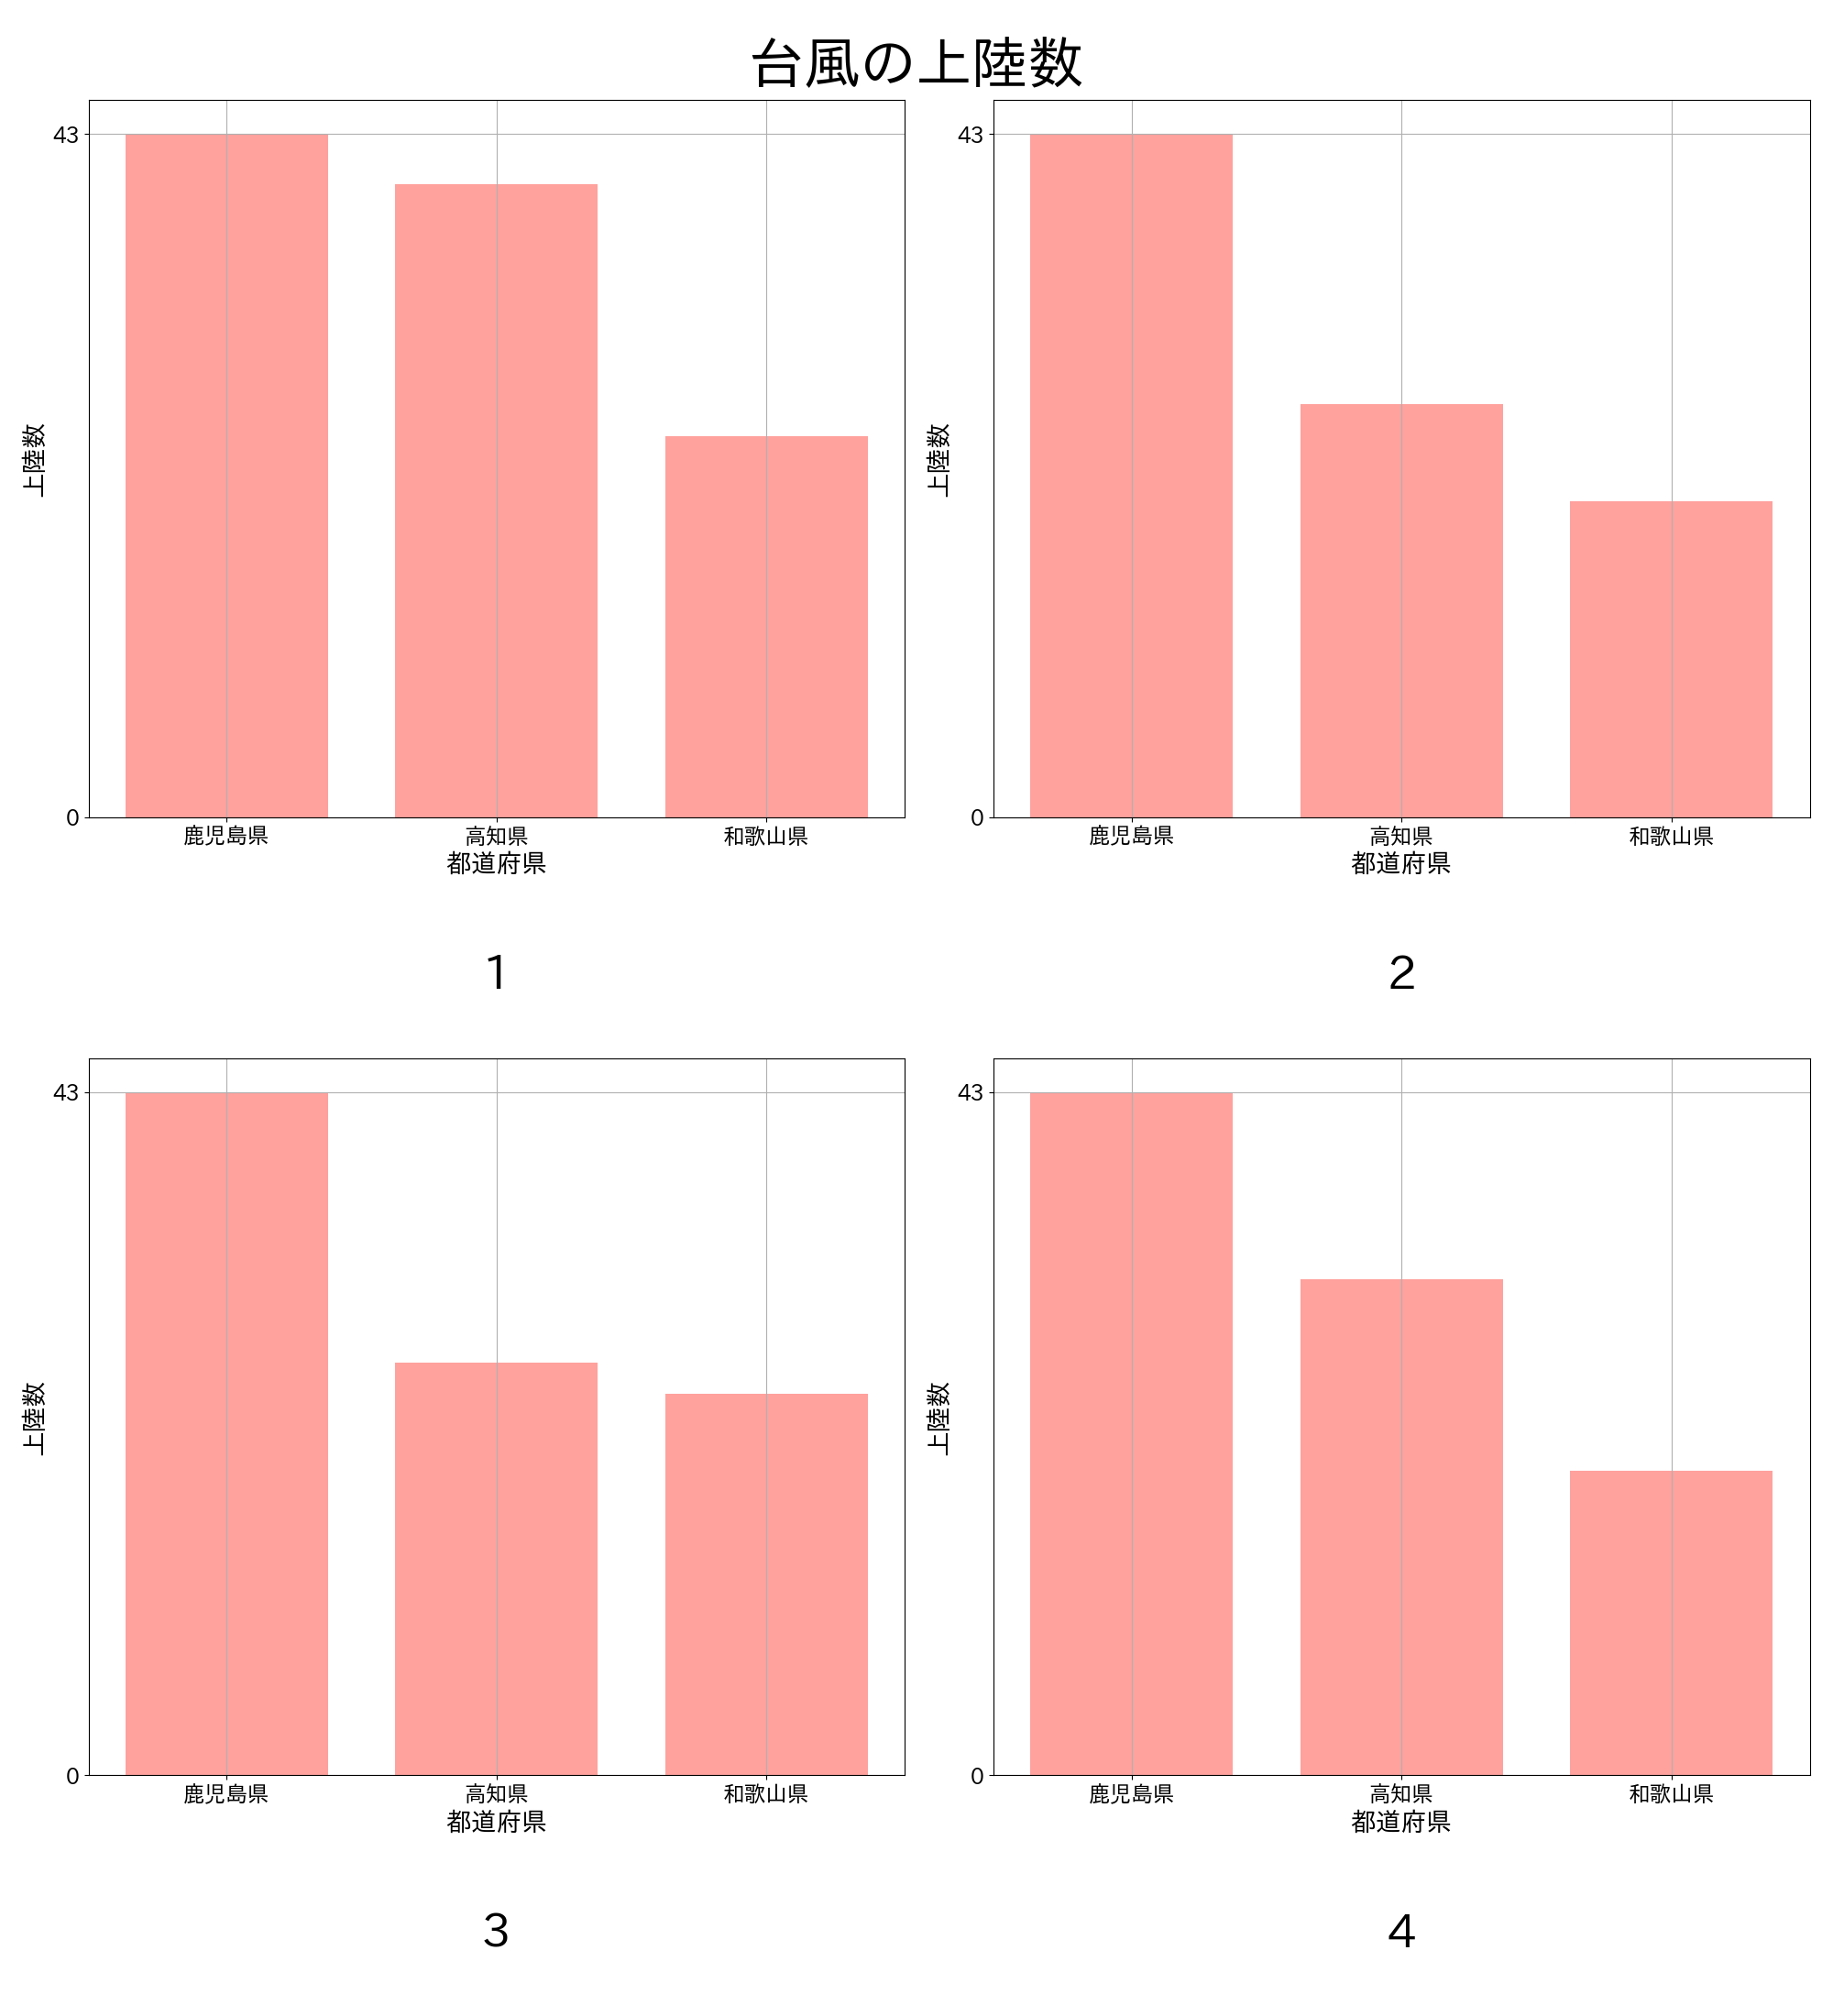 台風の上陸数
43
0
上陸数
鹿児島県 高知県 和歌山県
都道府県
1
43
0
上陸数
鹿児島県 高知県 和歌山県
都道府県
2
43
0
上陸数
鹿児島県 高知県 和歌山県
都道府県
3
43
0
上陸数
鹿児島県 高知県 和歌山県
都道府県
4